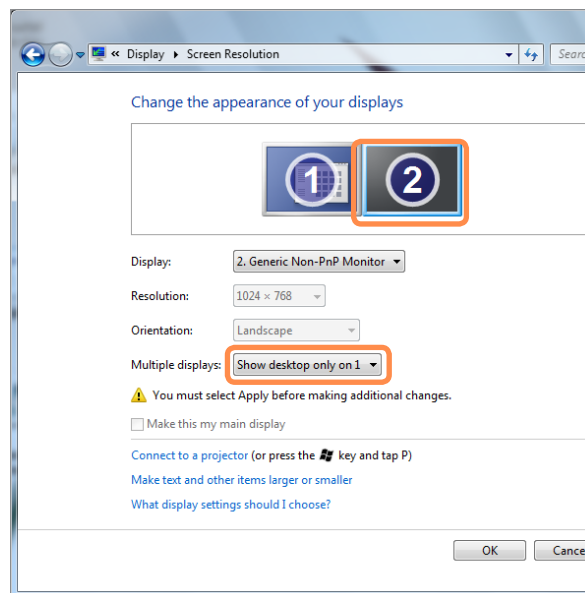 « Display ▸ Screen Resolution
Change the appearance of your displays
1 2
Display: 2. Generic Non-PnP Monitor
Resolution: 1024 × 768
Orientation: Landscape
Multiple displays: Show desktop only on 1
You must select Apply before making additional changes.
Make this my main display
Connect to a projector (or press the key and tap P)
Make text and other items larger or smaller
What display settings should I choose?
OK